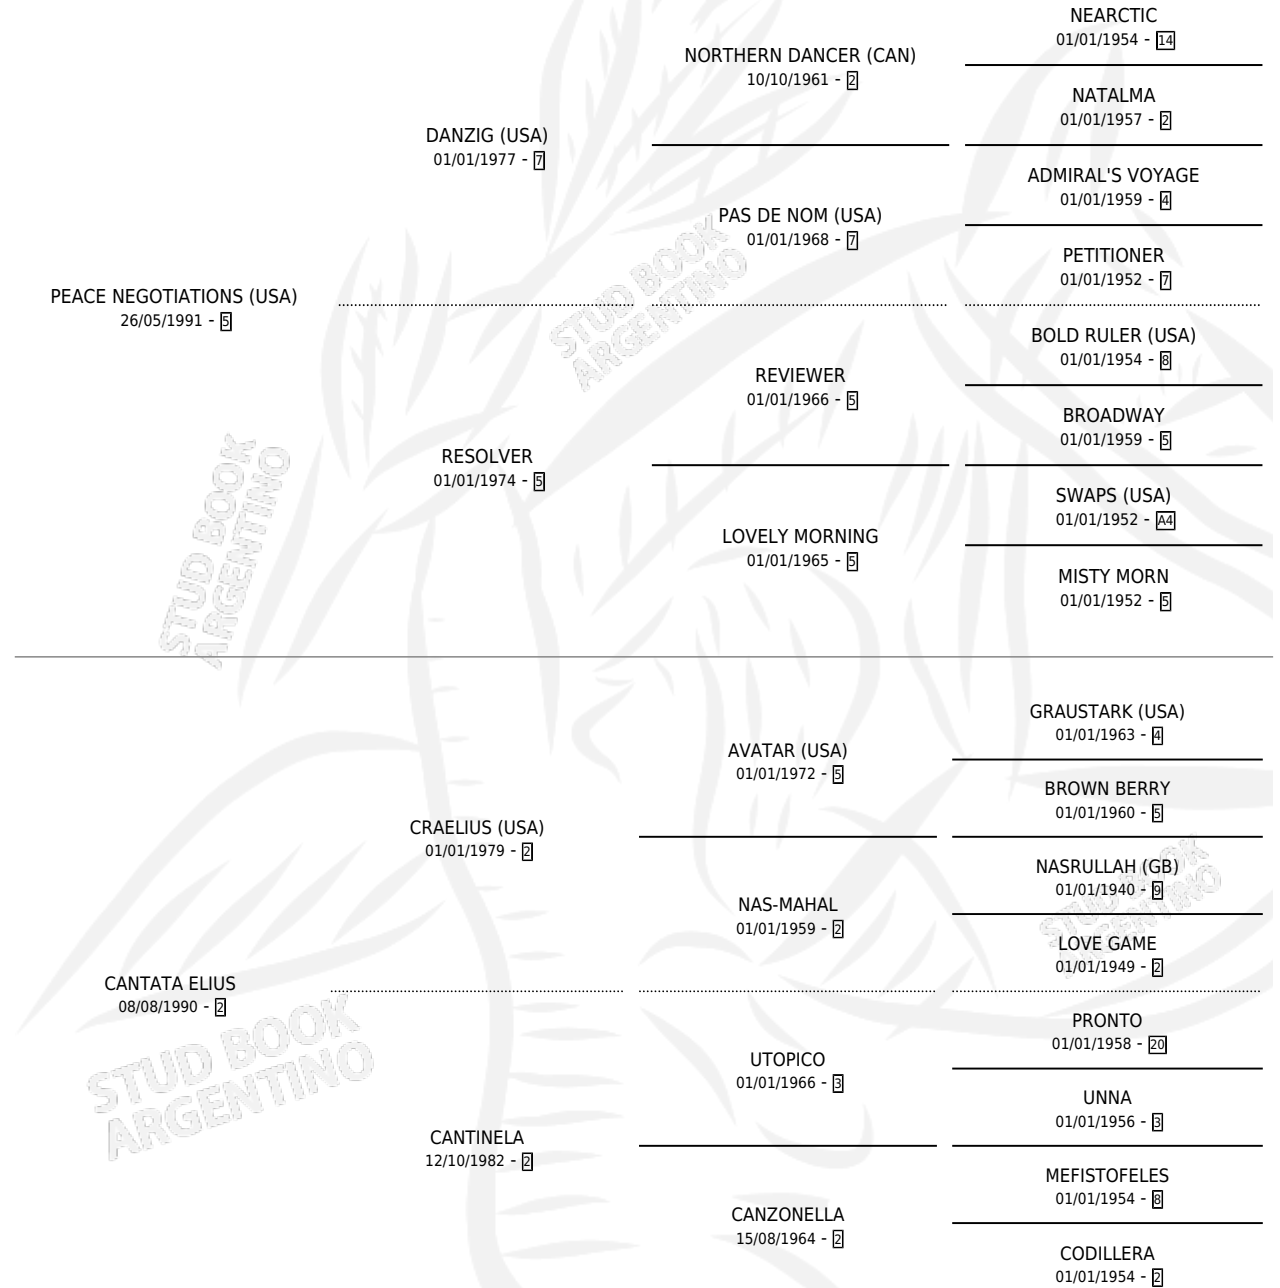 NEARCTIC
01/01/1954 - 14
NORTHERN DANCER (CAN)
10/10/1961 - 2
NATALMA
01/01/1957 - 2
DANZIG (USA)
01/01/1977 - 7
ADMIRAL'S VOYAGE
01/01/1959 - 4
PAS DE NOM (USA)
01/01/1968 - 7
PETITIONER
01/01/1952 - 7
PEACE NEGOTIATIONS (USA)
26/05/1991 - 5
BOLD RULER (USA)
01/01/1954 - 8
REVIEWER
01/01/1966 - 5
BROADWAY
01/01/1959 - 5
RESOLVER
01/01/1974 - 5
SWAPS (USA)
01/01/1952 - A4
LOVELY MORNING
01/01/1965 - 5
MISTY MORN
01/01/1952 - 5
GRAUSTARK (USA)
01/01/1963 - 4
AVATAR (USA)
01/01/1972 - 5
BROWN BERRY
01/01/1960 - 5
CRAELIUS (USA)
01/01/1979 - 2
NASRULLAH (GB)
01/01/1940 - 9
NAS-MAHAL
01/01/1959 - 2
LOVE GAME
01/01/1949 - 2
CANTATA ELIUS
08/08/1990 - 2
PRONTO
01/01/1958 - 20
UTOPICO
01/01/1966 - 3
UNNA
01/01/1956 - 3
CANTINELA
12/10/1982 - 2
MEFISTOFELES
01/01/1954 - 8
CANZONELLA
15/08/1964 - 2
CODILLERA
01/01/1954 - 2
STUD BOOK
ARGENTINO
STUD BOOK
ARGENTINO
STUD BOOK
ARGENTINO
STUD BOOK
ARGENTINO